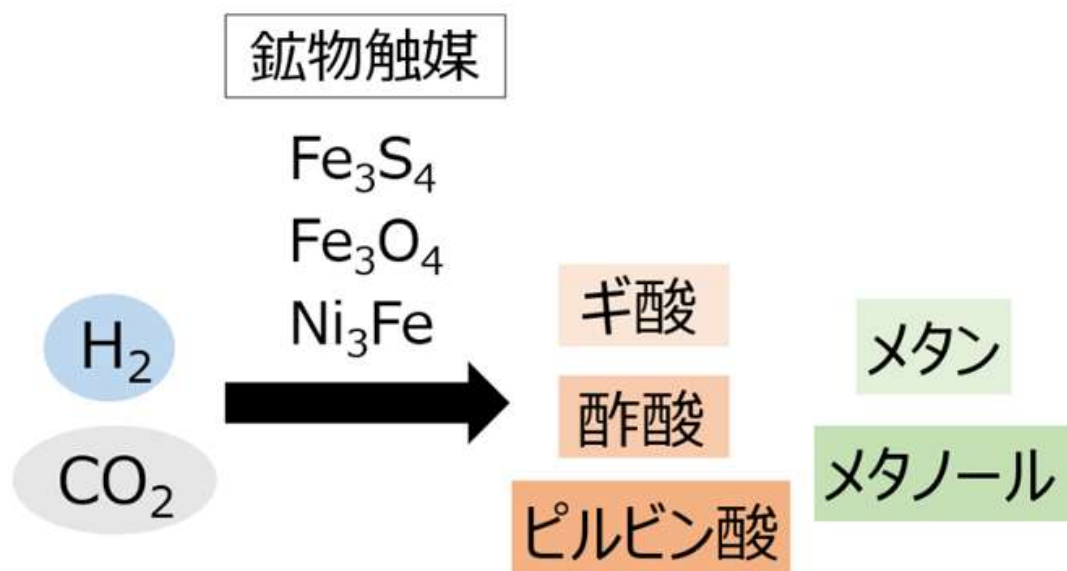 鉱物触媒
Fe₃S₄
Fe₃O₄
Ni₃Fe
H₂
CO₂
ギ酸
酢酸
ピルビン酸
メタン
メタノール